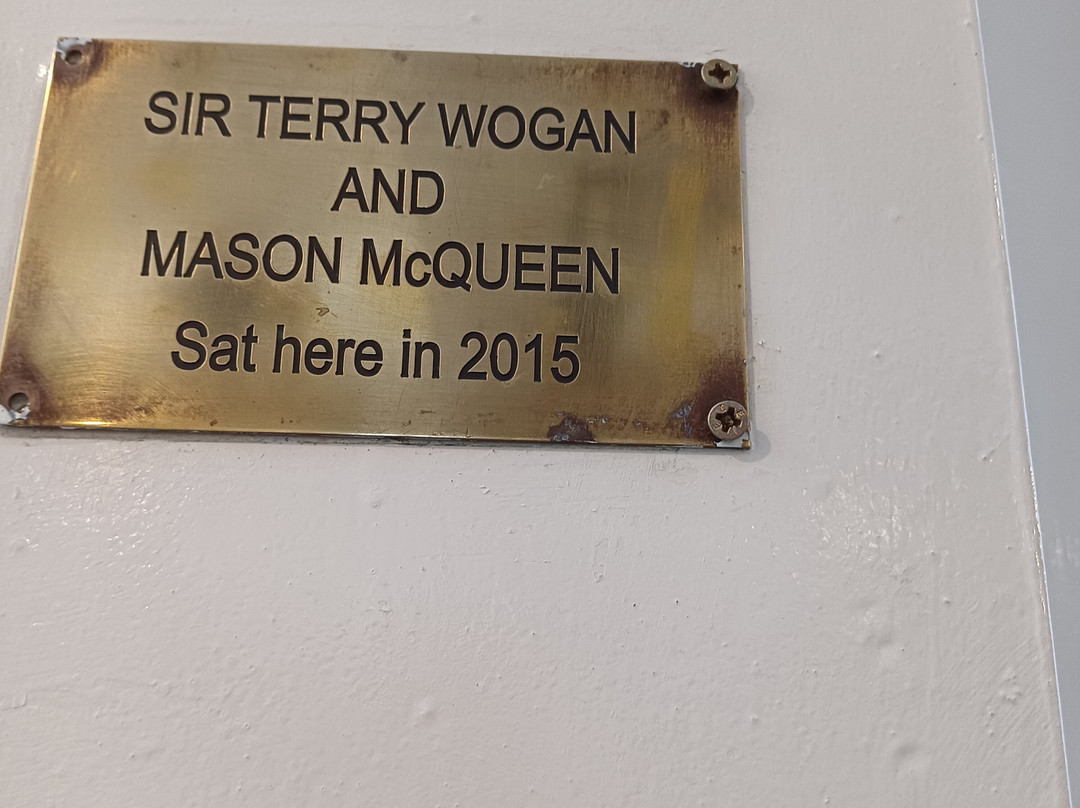 SIR TERRY WOGAN
AND
MASON McQUEEN
Sat here in 2015